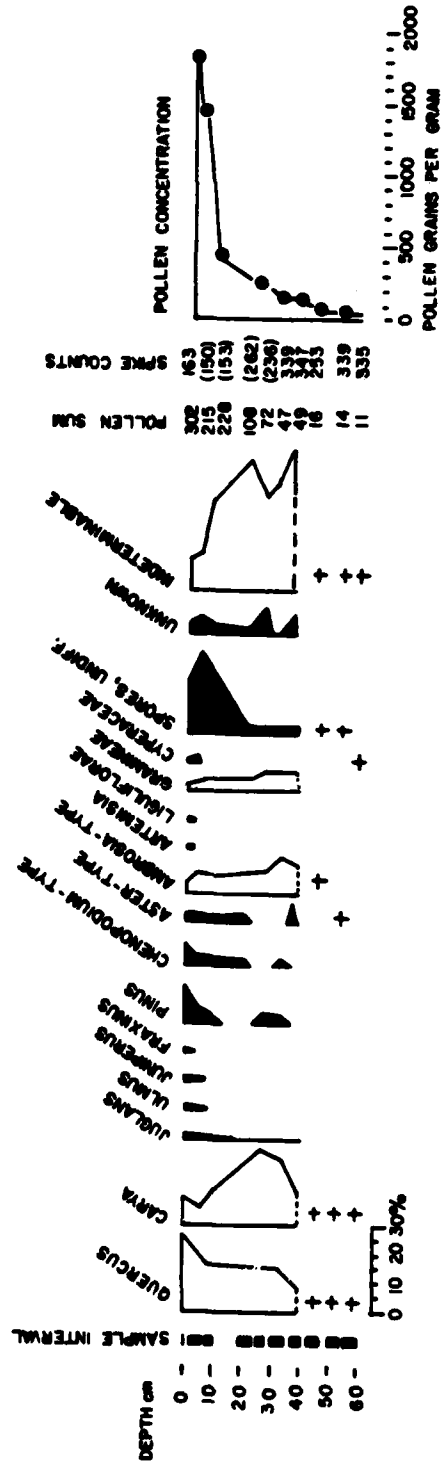 DEPTH cm
0
10
20
30
40
50
60
SAMPLE INTERVAL
QUERCUS
CARYA
JUGLANS
ULMUS
JUNIPERUS
FRAXINUS
PINUS
CHENOPODIUM-TYPE
ASTER-TYPE
AMBROSIA-TYPE
ARTEMISIA
LIGULIFLORAE
GRAMINEAE
CYPERACEAE
SPORES, UNDIFF.
UNKNOWN
INDETERMINABLE
0 10 20 30%
POLLEN SUM
302
215
228
108
72
47
49
16
14
11
SPIKE COUNTS
163
(150)
(153)
(262)
(236)
339
347
253
339
335
POLLEN CONCENTRATION
0 500 1000 1500 2000
POLLEN GRAINS PER GRAM